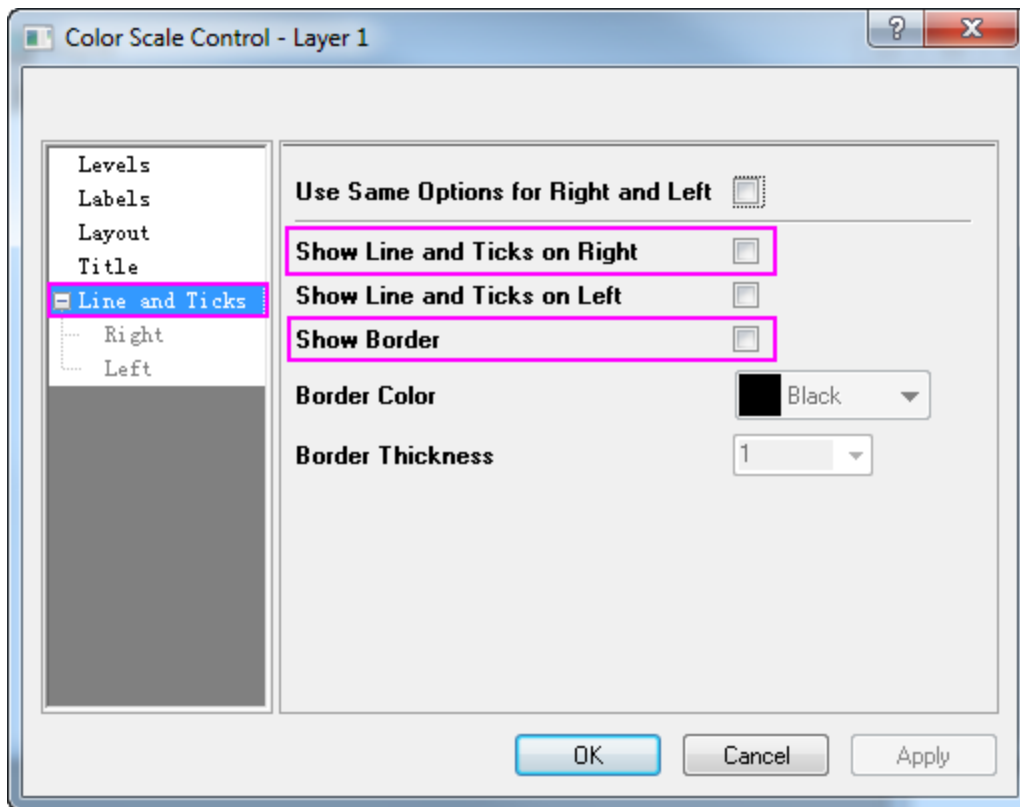 Color Scale Control - Layer 1
?
Levels
Labels
Layout
Title
Line and Ticks
Right
Left
Use Same Options for Right and Left
Show Line and Ticks on Right
Show Line and Ticks on Left
Show Border
Border Color
Black
Border Thickness
1
OK
Cancel
Apply